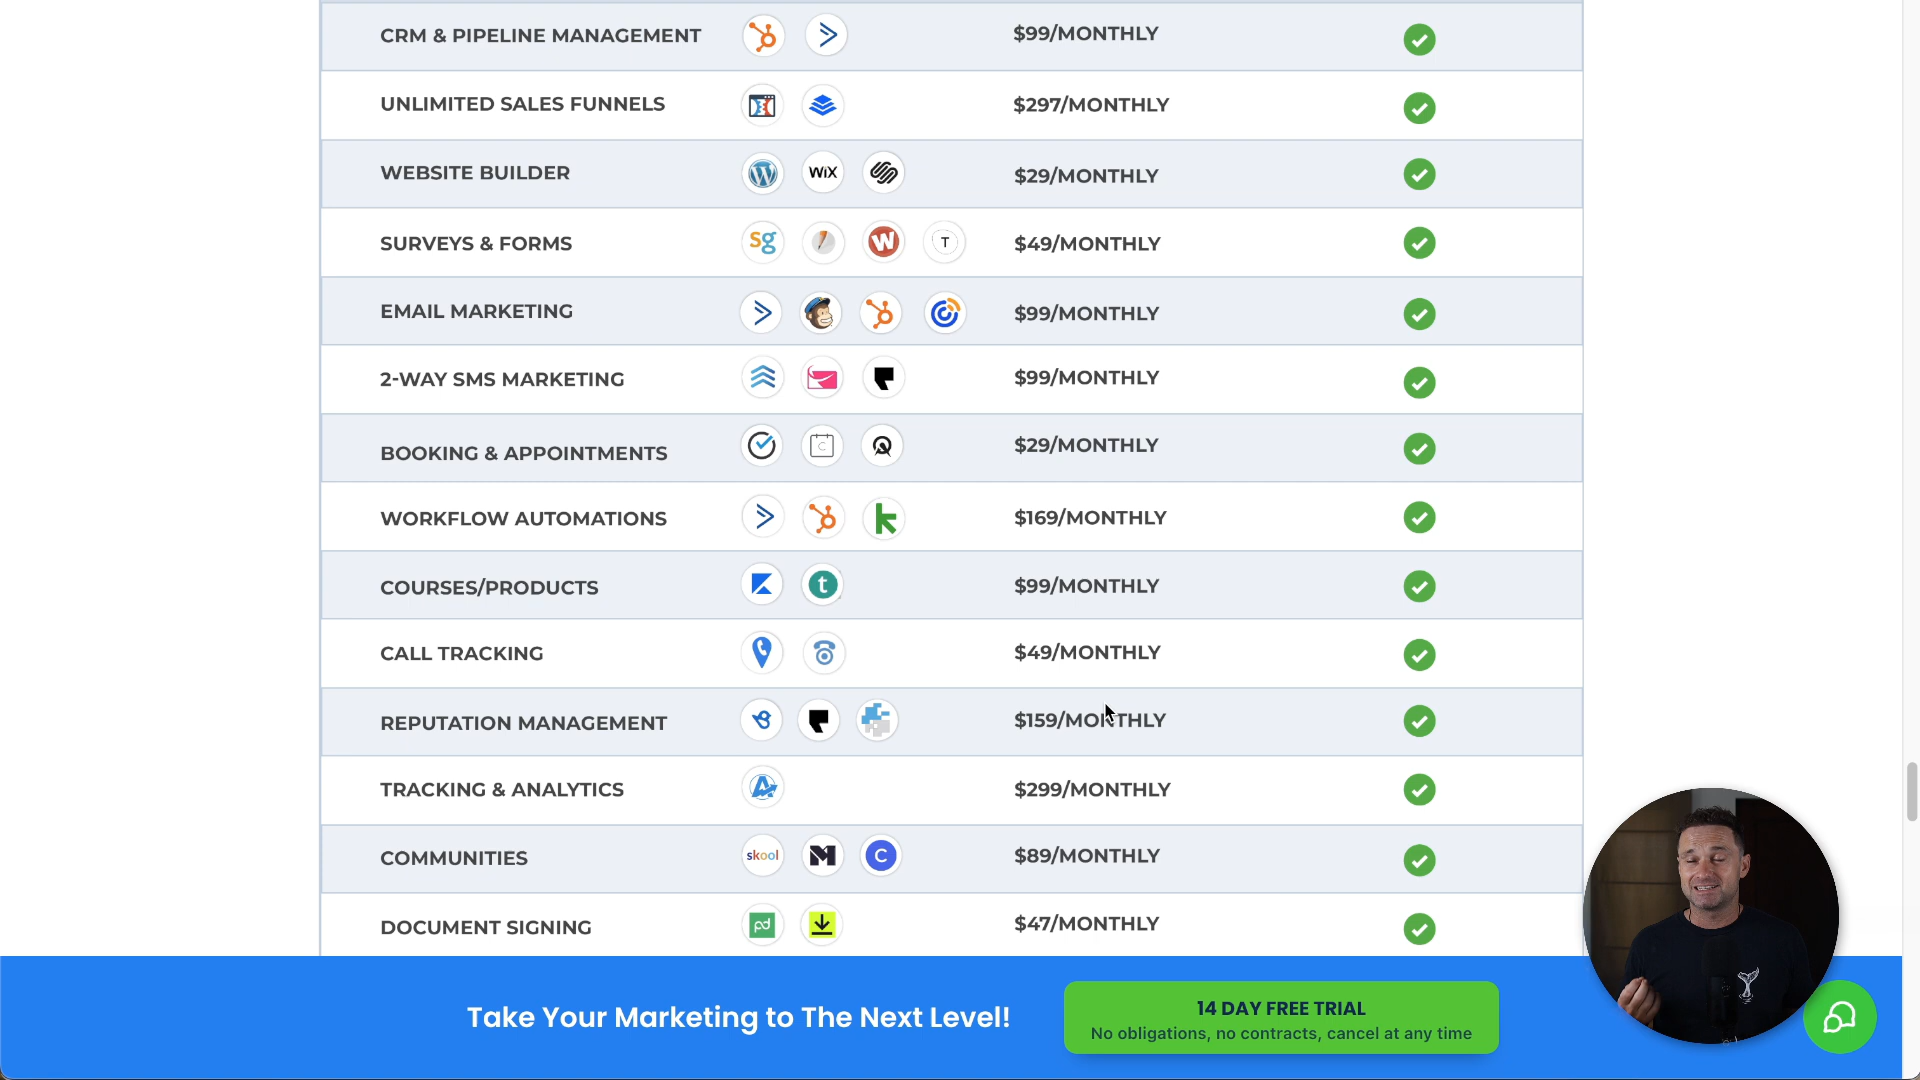 CRM & PIPELINE MANAGEMENT $99/MONTHLY
UNLIMITED SALES FUNNELS $297/MONTHLY
WEBSITE BUILDER WiX $29/MONTHLY
SURVEYS & FORMS sg W T $49/MONTHLY
EMAIL MARKETING $99/MONTHLY
2-WAY SMS MARKETING $99/MONTHLY
BOOKING & APPOINTMENTS C $29/MONTHLY
WORKFLOW AUTOMATIONS k $169/MONTHLY
COURSES/PRODUCTS t $99/MONTHLY
CALL TRACKING $49/MONTHLY
REPUTATION MANAGEMENT $159/MONTHLY
TRACKING & ANALYTICS $299/MONTHLY
COMMUNITIES skool M C $89/MONTHLY
DOCUMENT SIGNING pd $47/MONTHLY
Take Your Marketing to The Next Level!
14 DAY FREE TRIAL
No obligations, no contracts, cancel at any time